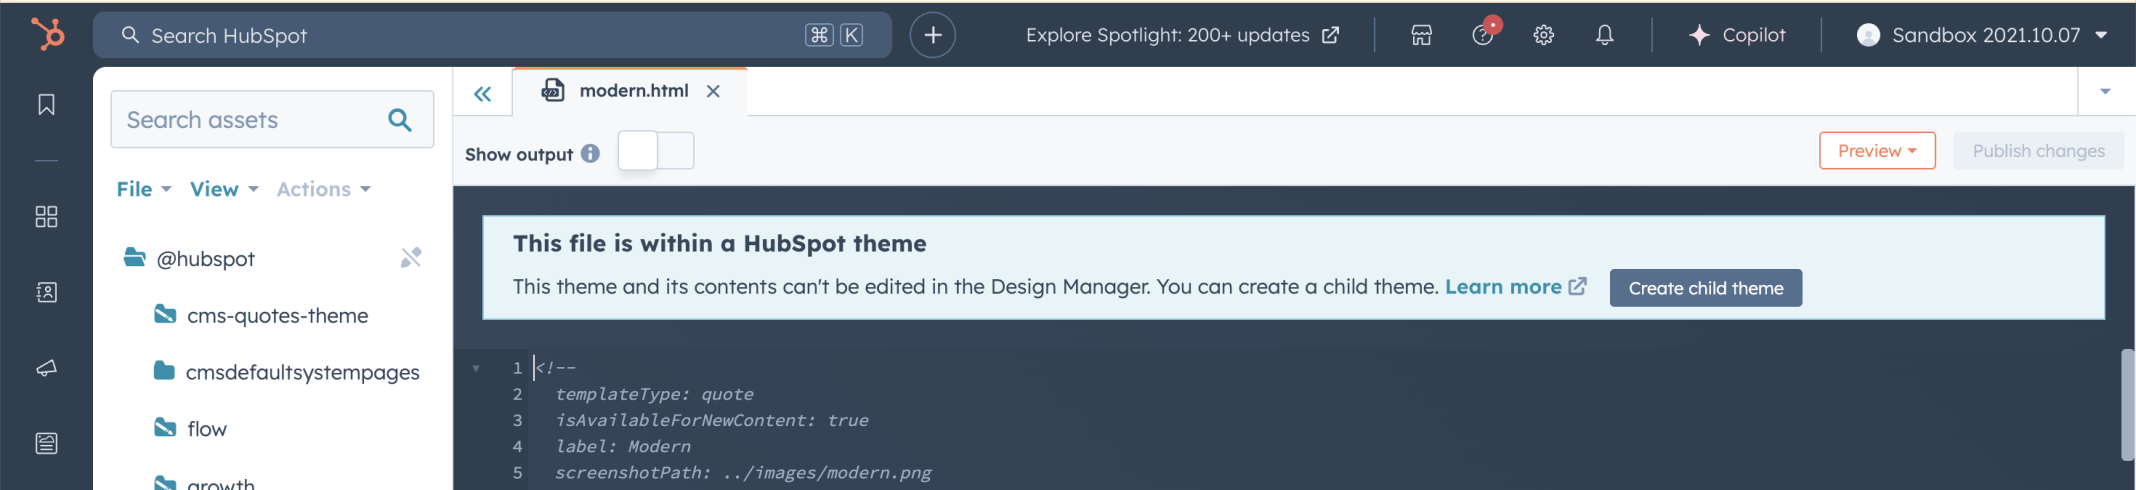 Search HubSpot ⌘ K
Explore Spotlight: 200+ updates
Copilot
Sandbox 2021.10.07
Search assets
File View Actions
@hubspot
cms-quotes-theme
cmsdefaultsystempages
flow
growth
modern.html
Show output
Preview
Publish changes
This file is within a HubSpot theme
This theme and its contents can't be edited in the Design Manager. You can create a child theme. Learn more Create child theme
1 <!--
2 templateType: quote
3 isAvailableForNewContent: true
4 label: Modern
5 screenshotPath: ../images/modern.png